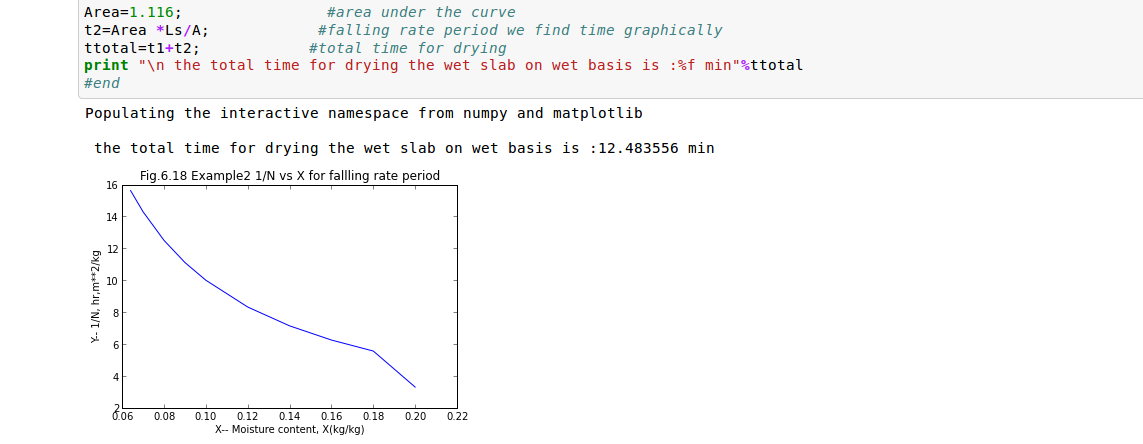 Area=1.116; #area under the curve
t2=Area *Ls/A; #falling rate period we find time graphically
ttotal=t1+t2; #total time for drying
print "\n the total time for drying the wet slab on wet basis is :%f min"%ttotal
#end
Populating the interactive namespace from numpy and matplotlib
the total time for drying the wet slab on wet basis is :12.483556 min
Fig.6.18 Example2 1/N vs X for fallling rate period
16
14
12
10
8
6
4
2
Y-- 1/N, hr,m**2/kg
0.06 0.08 0.10 0.12 0.14 0.16 0.18 0.20 0.22
X-- Moisture content, X(kg/kg)